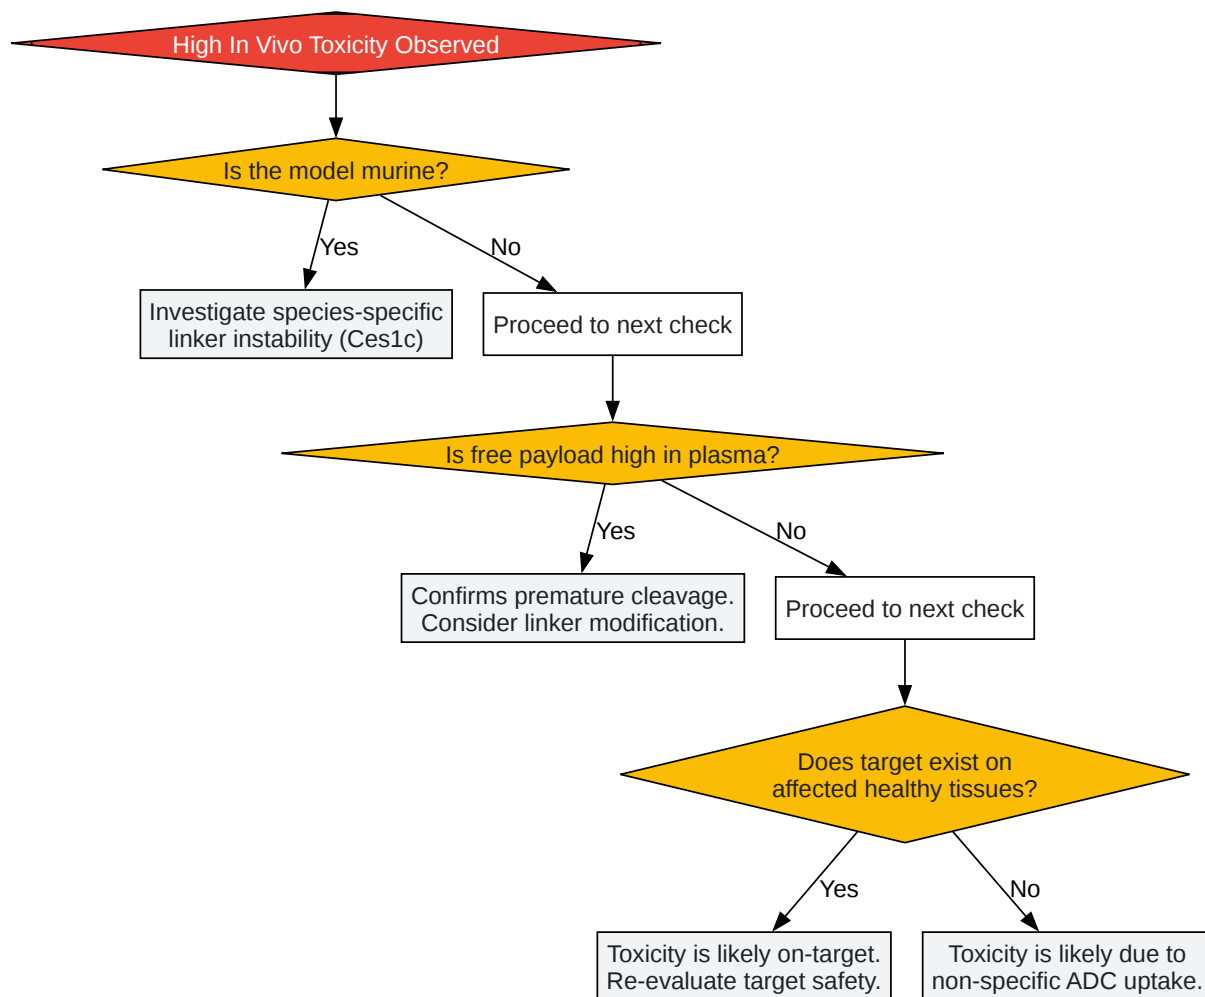 High In Vivo Toxicity Observed
Is the model murine?
Yes
No
Investigate species-specific
linker instability (Ces1c)
Proceed to next check
Is free payload high in plasma?
Yes
No
Confirms premature cleavage.
Consider linker modification.
Proceed to next check
Does target exist on
affected healthy tissues?
Yes
No
Toxicity is likely on-target.
Re-evaluate target safety.
Toxicity is likely due to
non-specific ADC uptake.